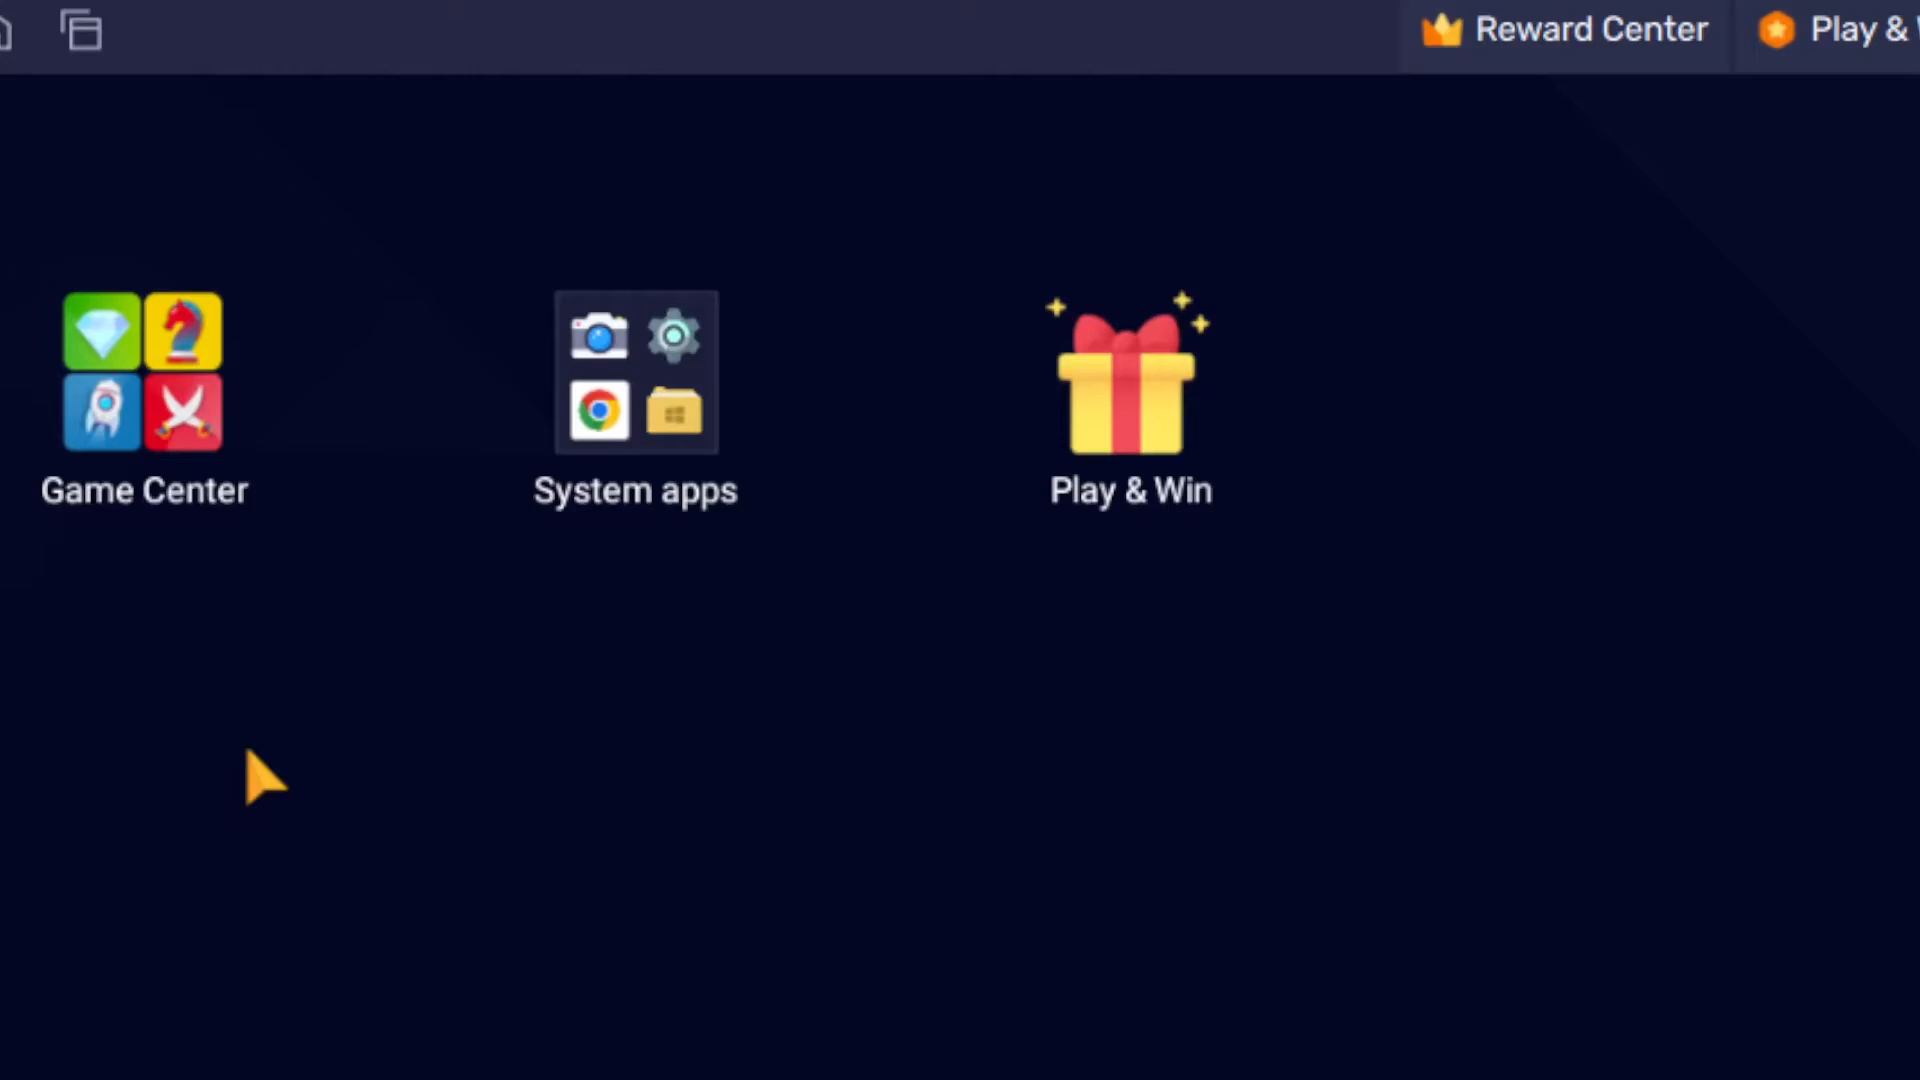 Reward Center
Play &
Game Center
System apps
Play & Win